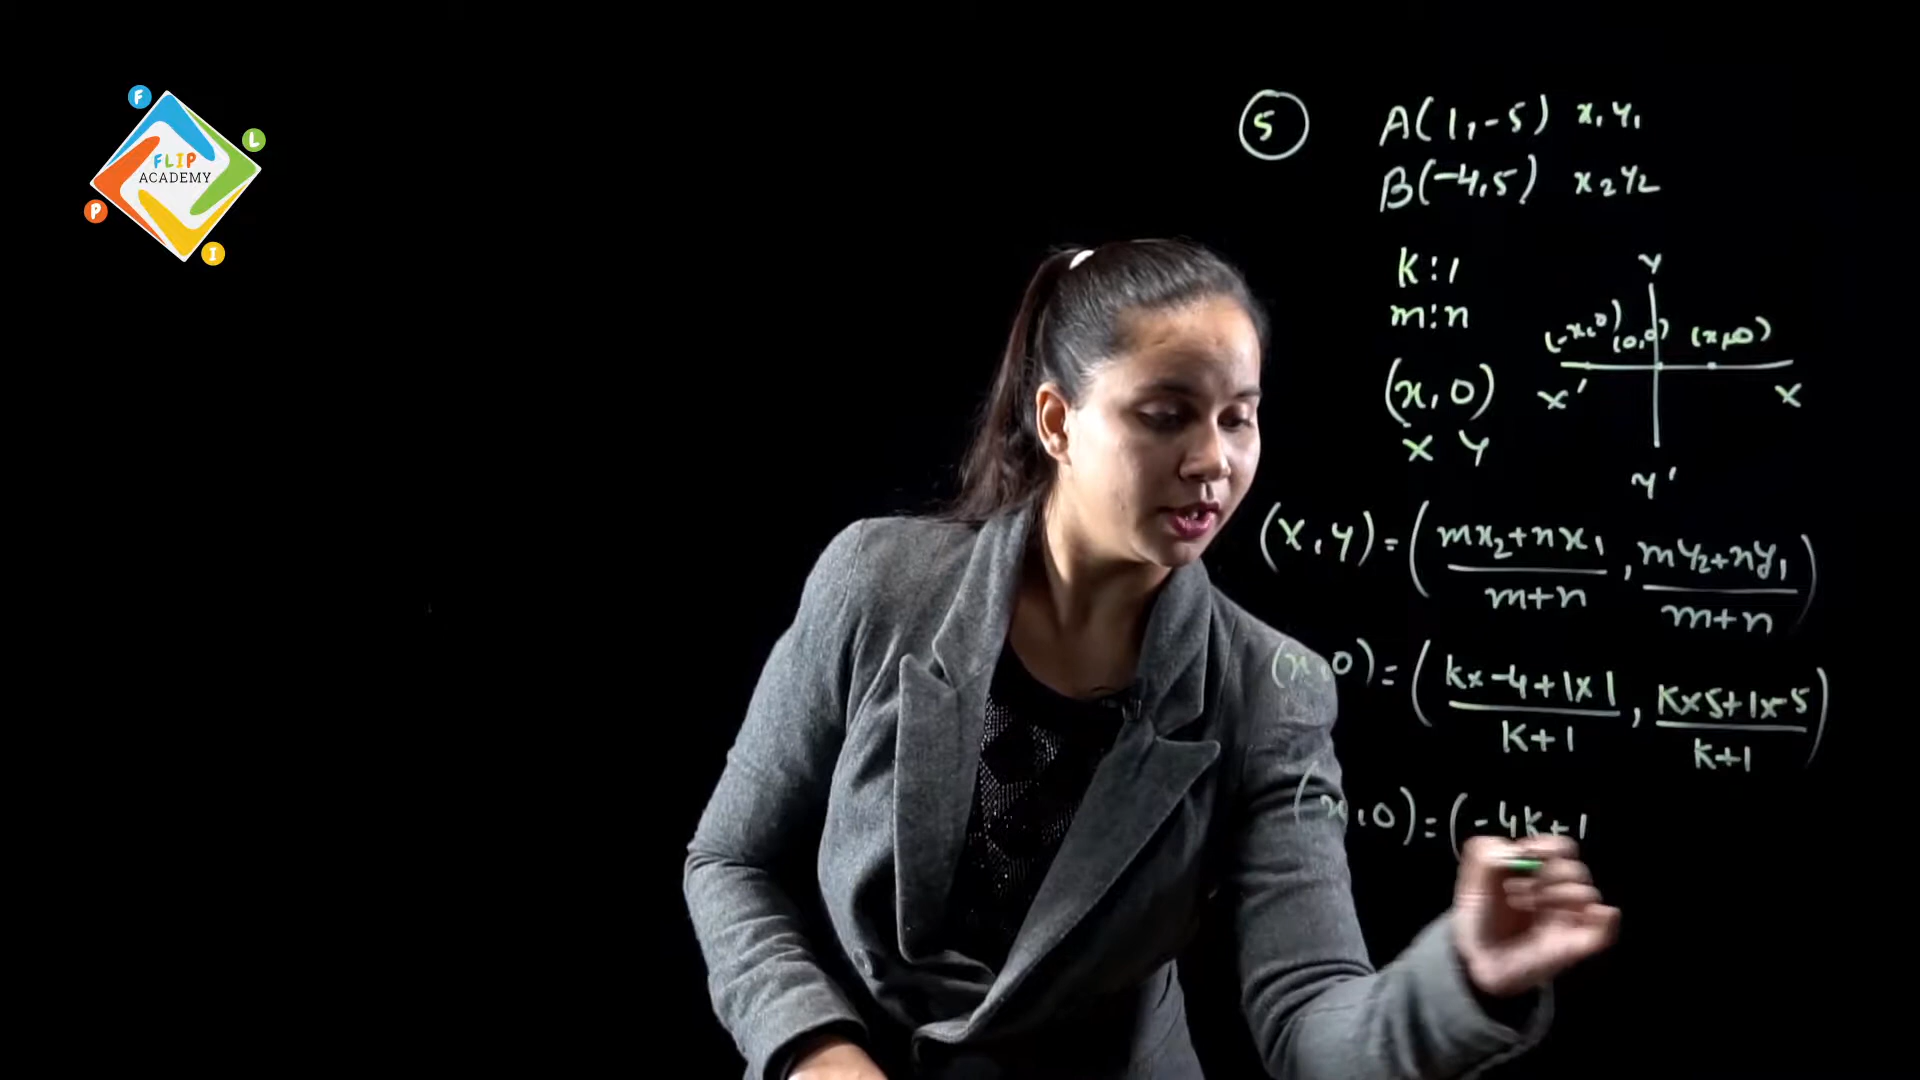 F
L
FLIP
ACADEMY
P
I
5 A(1,-5) x,y₁
B(-4,5) x₂y₂
k:1
m:n
Y
(-x,0) (0,0) (x,0)
(x,0)
X' X
X Y
Y'
(X,Y)=(mx₂+nx₁/m+n, my₂+ny₁/m+n)
(x,0)=(kx-4+1x1/k+1, kx5+1x-5/k+1)
(x,0)=(-4k+1